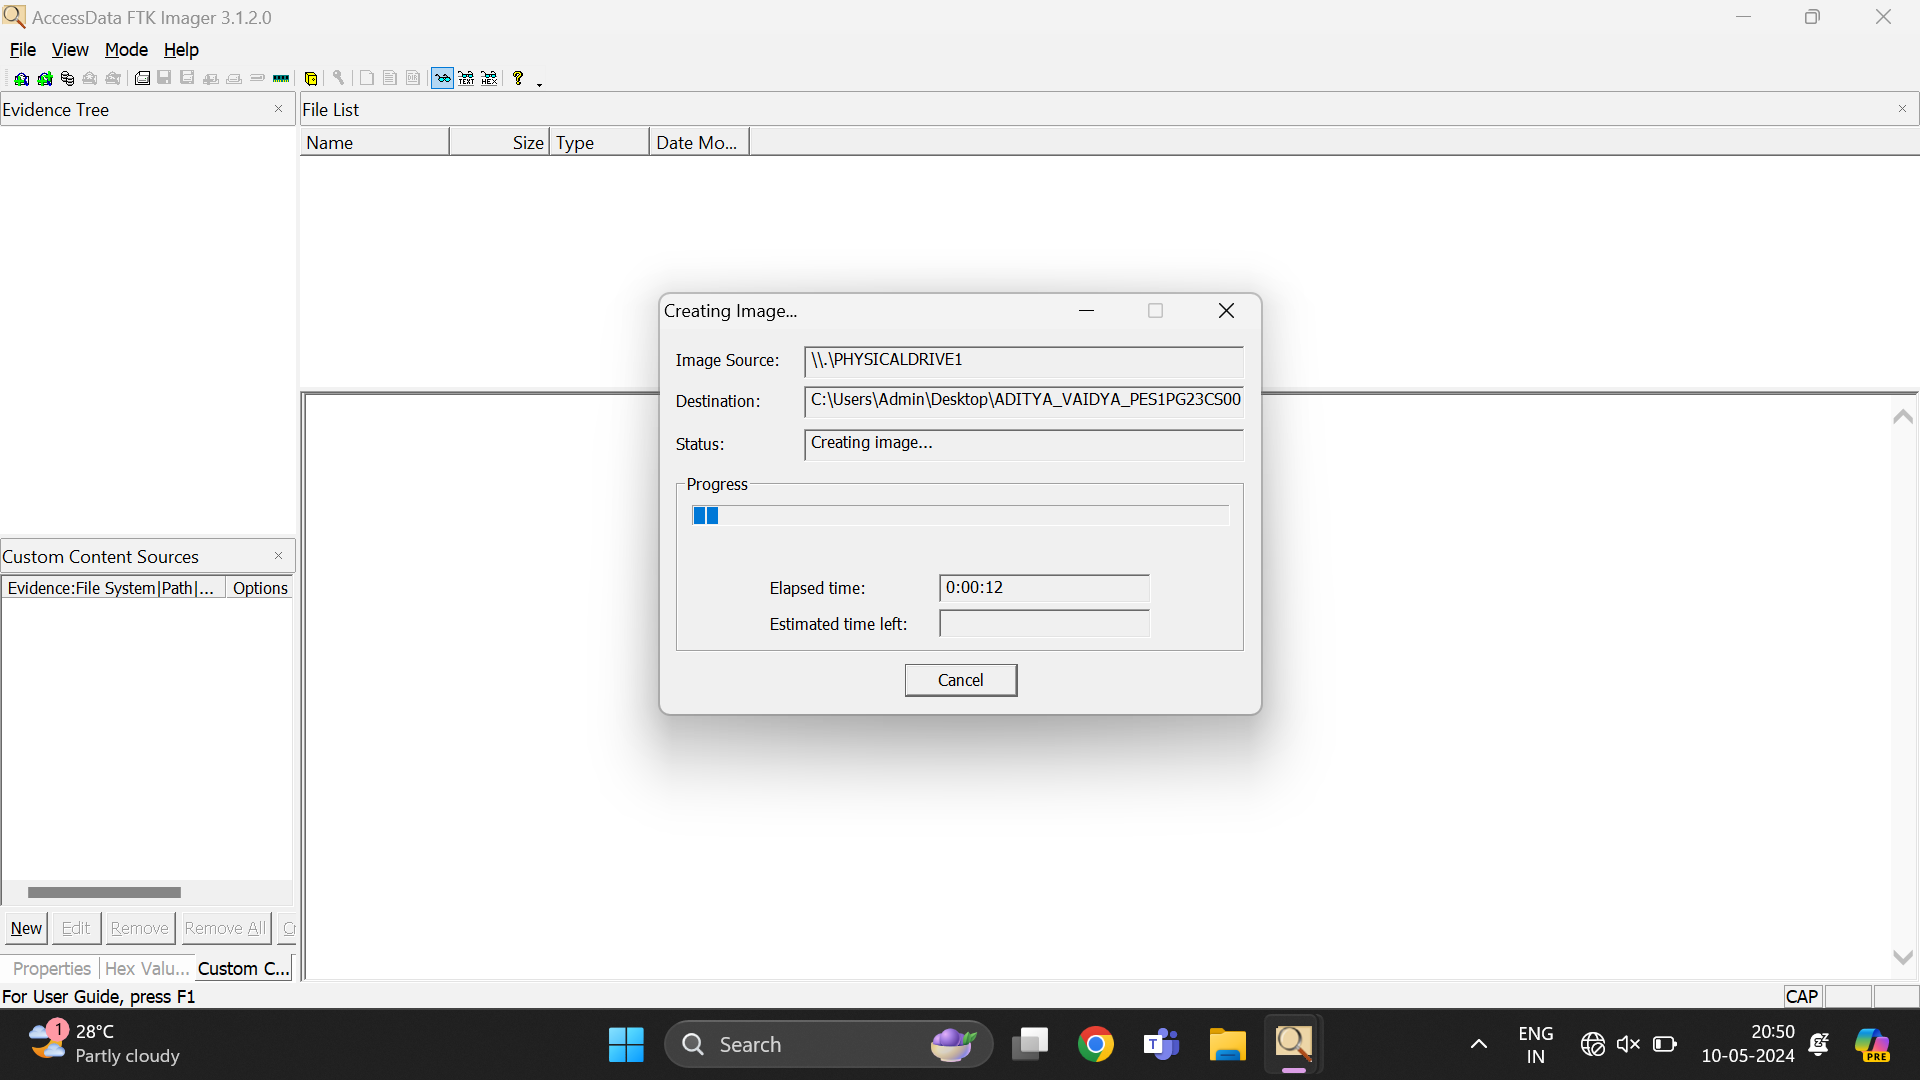 AccessData FTK Imager 3.1.2.0
File View Mode Help
TEXT HEX ?
Evidence Tree
File List
Name Size Type Date Mo...
Creating Image...
Image Source: \\.\PHYSICALDRIVE1
Destination: C:\Users\Admin\Desktop\ADITYA_VAIDYA_PES1PG23CS00
Status: Creating image...
Progress
Elapsed time: 0:00:12
Estimated time left:
Cancel
Custom Content Sources
Evidence:File System|Path|... Options
New Edit Remove Remove All Cr
Properties Hex Valu... Custom C...
For User Guide, press F1
CAP
1 28°C
Partly cloudy
Search
T
ENG
IN
20:50
10-05-2024
PRE